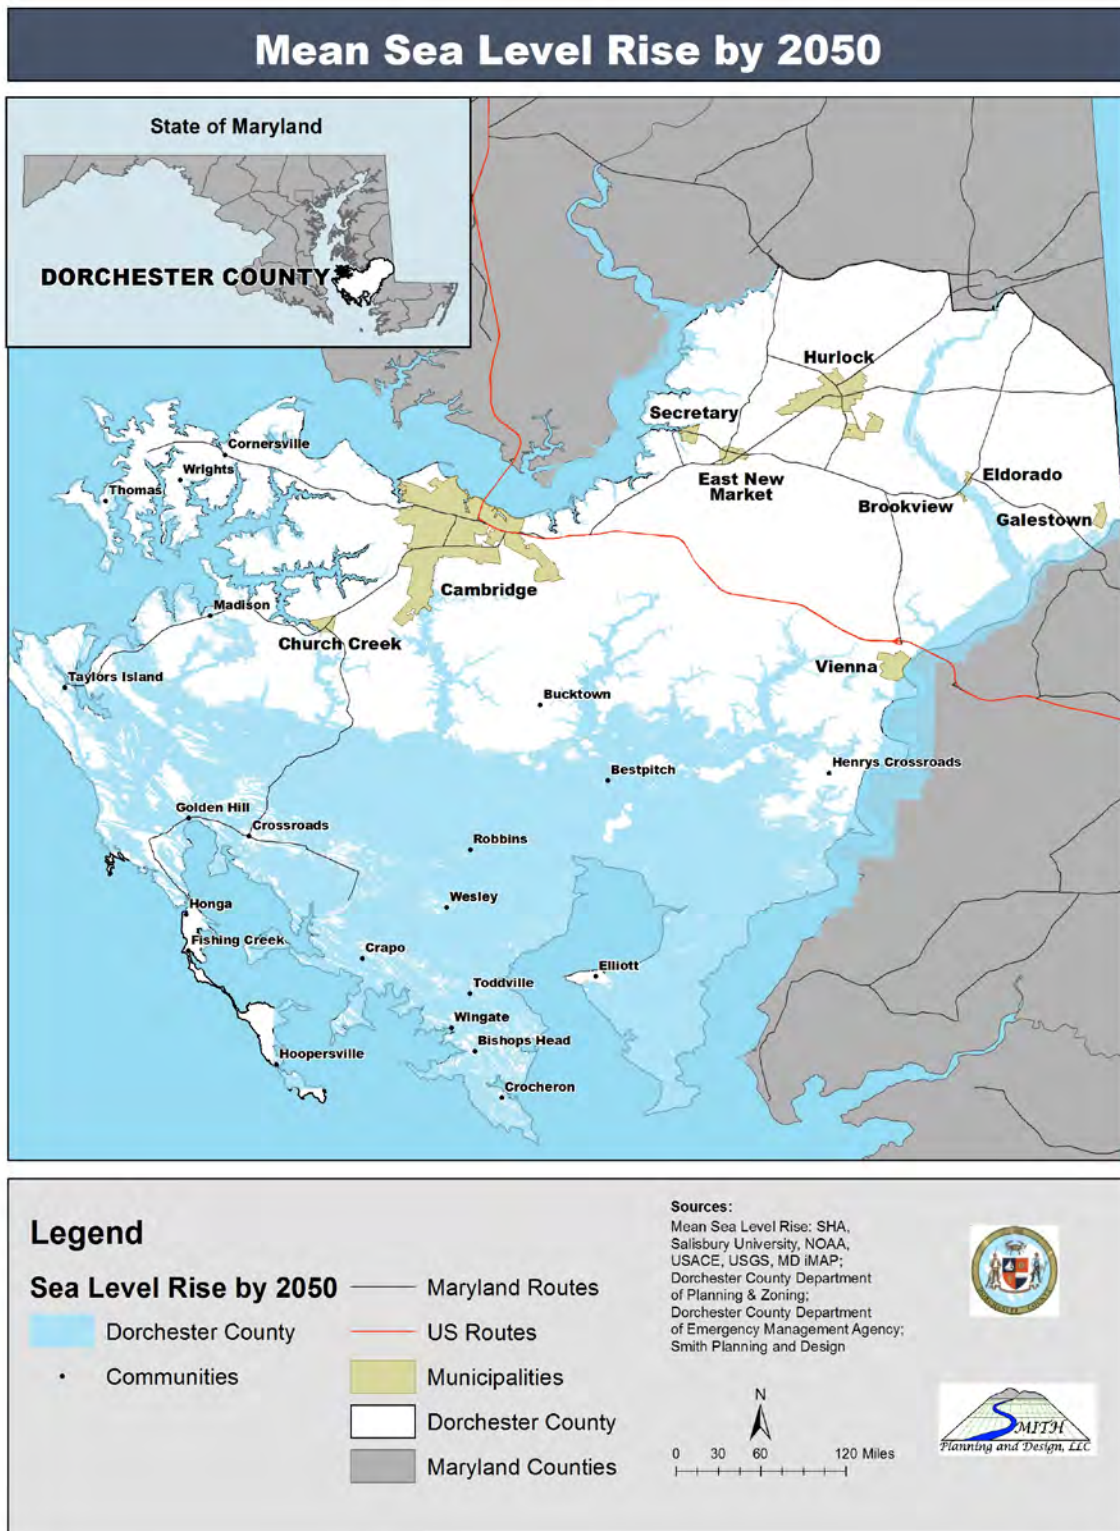 Mean Sea Level Rise by 2050
State of Maryland
DORCHESTER COUNTY
Hurlock
Secretary
East New
Market
Eldorado
Brookview
Galestown
Cornersville
Wrights
Thomas
Cambridge
Madison
Church Creek
Vienna
Taylors Island
Bucktown
Henrys Crossroads
Bestpitch
Golden Hill
Crossroads
Robbins
Wesley
Honga
Fishing Creek
Crapo
Elliott
Toddville
Wingate
Bishops Head
Hoopersville
Crocheron
Legend
Sea Level Rise by 2050
Dorchester County
Communities
Maryland Routes
US Routes
Municipalities
Dorchester County
Maryland Counties
Sources:
Mean Sea Level Rise: SHA,
Salisbury University, NOAA,
USACE, USGS, MD iMAP;
Dorchester County Department
of Planning & Zoning;
Dorchester County Department
of Emergency Management Agency;
Smith Planning and Design
N
0 30 60 120 Miles
SMITH
Planning and Design, LLC